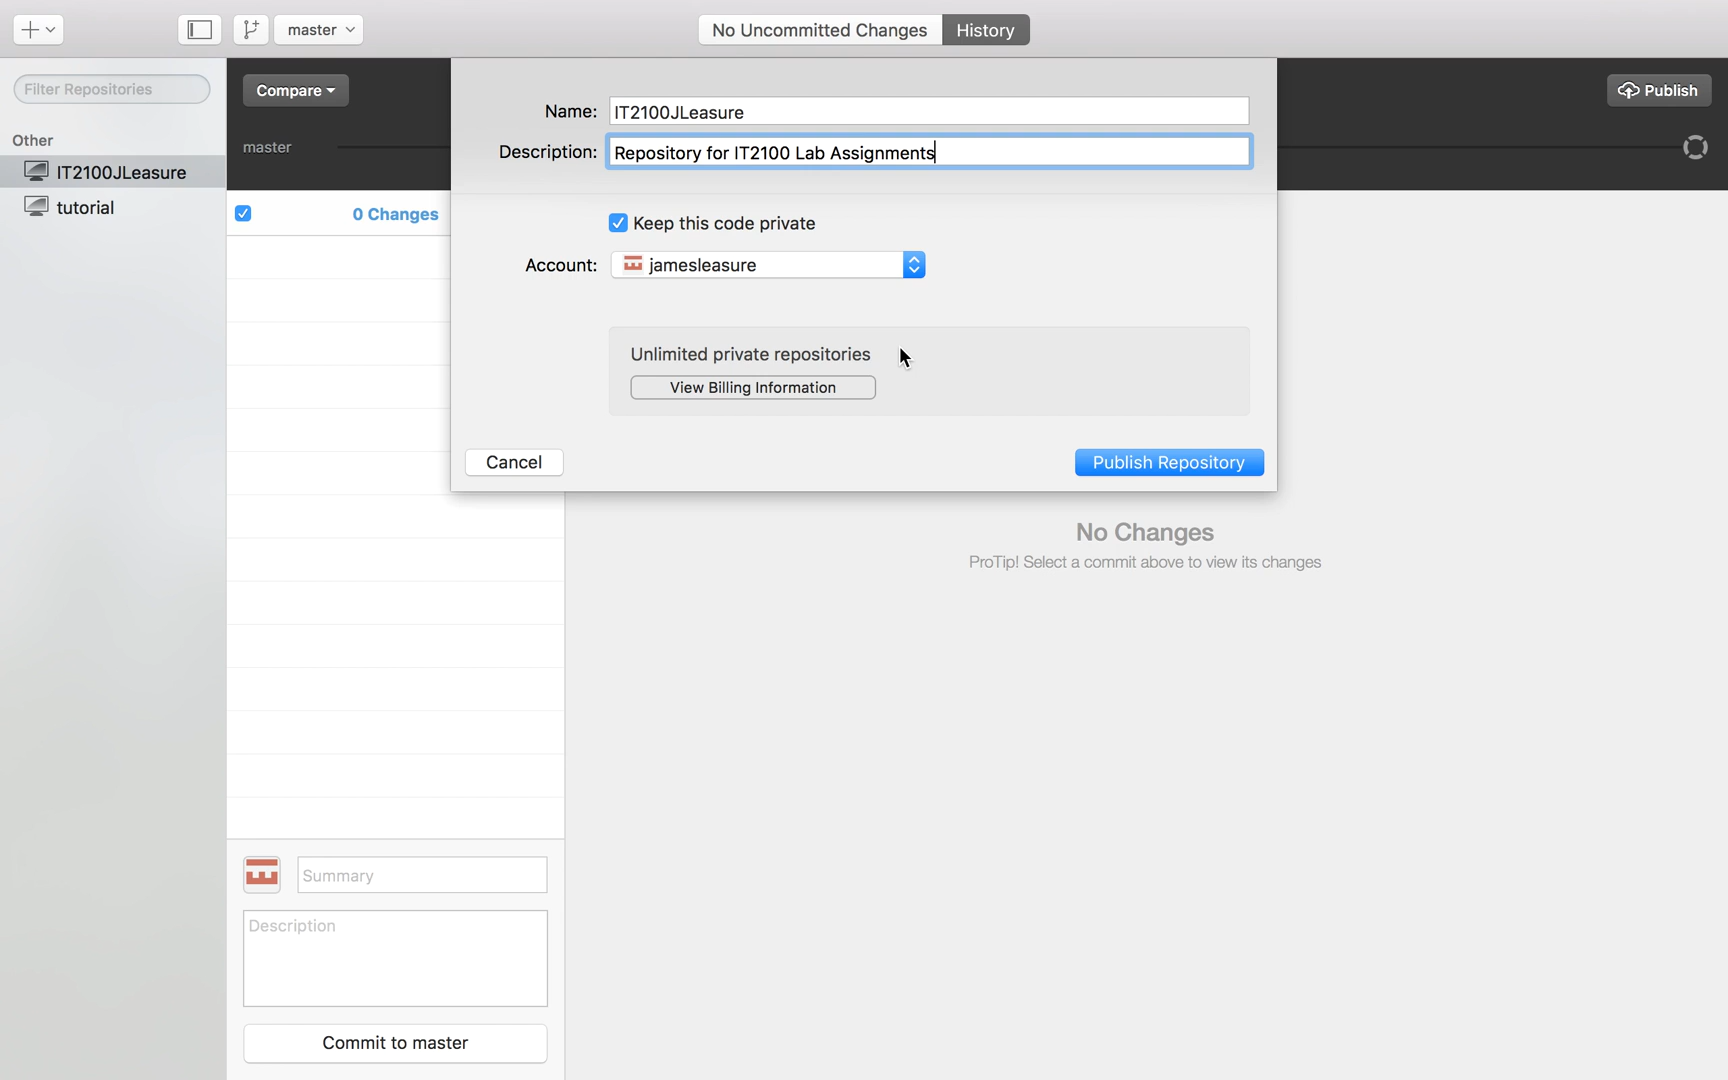 master
No Uncommitted Changes
History
Filter Repositories
Compare
Publish
Name: IT2100JLeasure
Description: Repository for IT2100 Lab Assignments
Other
master
IT2100JLeasure
tutorial
0 Changes
Keep this code private
Account: jamesleasure
Unlimited private repositories
View Billing Information
Cancel
Publish Repository
No Changes
ProTip! Select a commit above to view its changes
Summary
Description
Commit to master